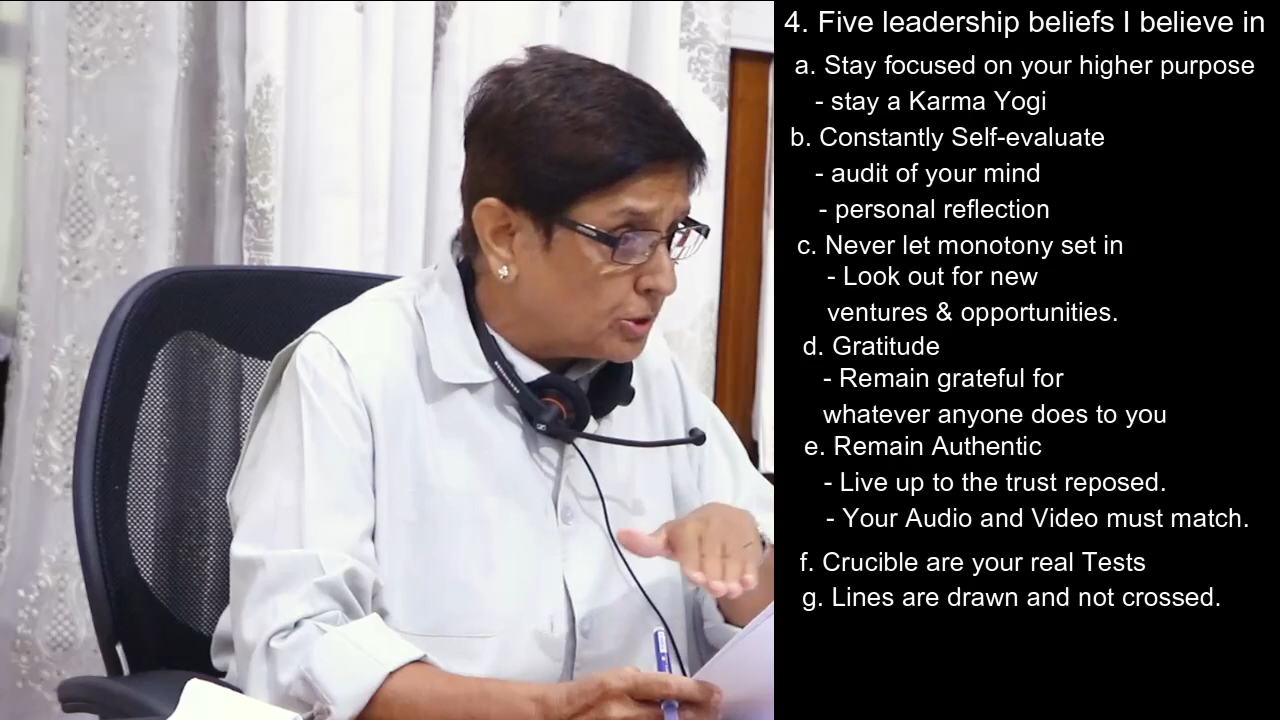 4. Five leadership beliefs I believe in
a. Stay focused on your higher purpose
- stay a Karma Yogi
b. Constantly Self-evaluate
- audit of your mind
- personal reflection
c. Never let monotony set in
- Look out for new
ventures & opportunities.
d. Gratitude
- Remain grateful for
whatever anyone does to you
e. Remain Authentic
- Live up to the trust reposed.
- Your Audio and Video must match.
f. Crucible are your real Tests
g. Lines are drawn and not crossed.